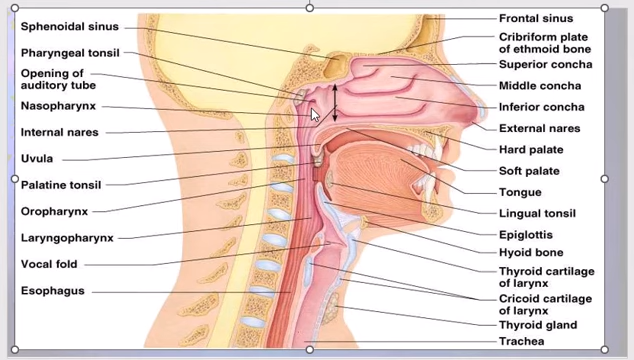 Sphenoidal sinus
Pharyngeal tonsil
Opening of
auditory tube
Nasopharynx
Internal nares
Uvula
Palatine tonsil
Oropharynx
Laryngopharynx
Vocal fold
Esophagus
Frontal sinus
Cribriform plate
of ethmoid bone
Superior concha
Middle concha
Inferior concha
External nares
Hard palate
Soft palate
Tongue
Lingual tonsil
Epiglottis
Hyoid bone
Thyroid cartilage
of larynx
Cricoid cartilage
of larynx
Thyroid gland
Trachea